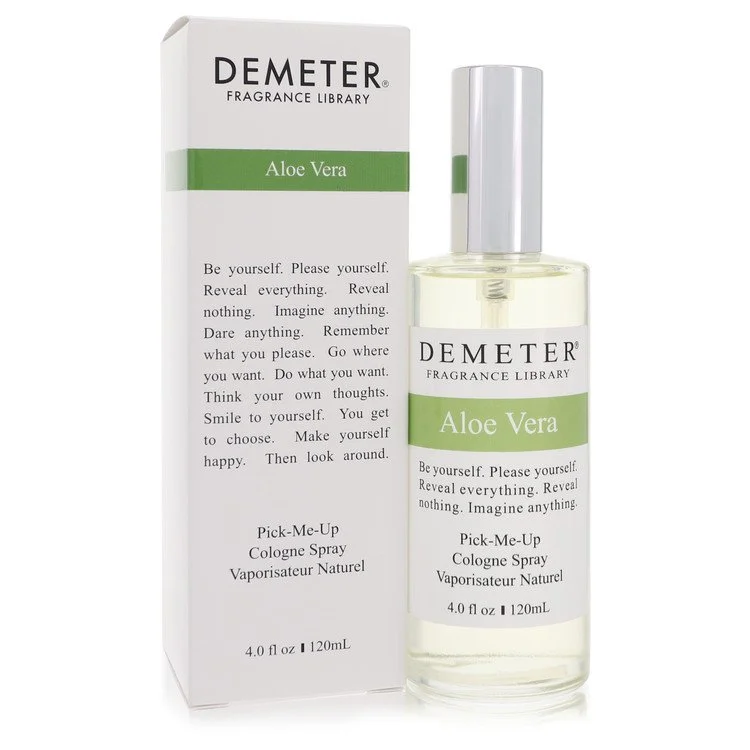 DEMETER®
FRAGRANCE LIBRARY
Aloe Vera
Be yourself. Please yourself.
Reveal everything. Reveal
nothing. Imagine anything.
Dare anything. Remember
what you please. Go where
you want. Do what you want.
Think your own thoughts.
Smile to yourself. You get
to choose. Make yourself
happy. Then look around.
Pick-Me-Up
Cologne Spray
Vaporisateur Naturel
4.0 fl oz ▮ 120mL
DEMETER®
FRAGRANCE LIBRARY
Aloe Vera
Be yourself. Please yourself.
Reveal everything. Reveal
nothing. Imagine anything.
Pick-Me-Up
Cologne Spray
Vaporisateur Naturel
4.0 fl oz ▮ 120mL